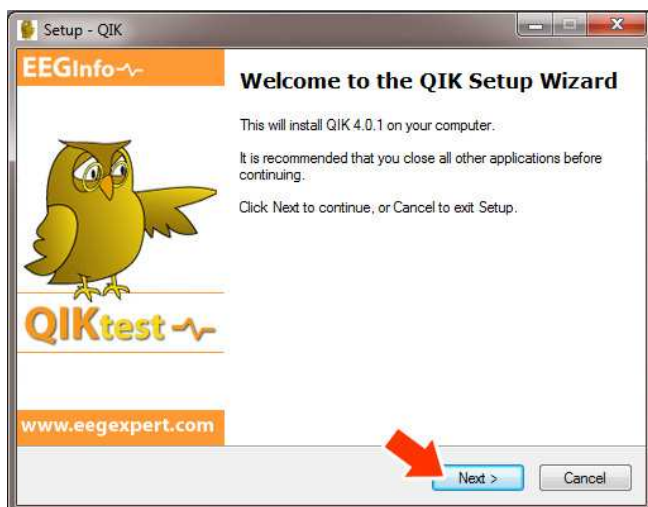 Setup - QIK
EEGInfo
Welcome to the QIK Setup Wizard
This will install QIK 4.0.1 on your computer.
It is recommended that you close all other applications before
continuing.
Click Next to continue, or Cancel to exit Setup.
QIKtest
www.eegexpert.com
Next >
Cancel